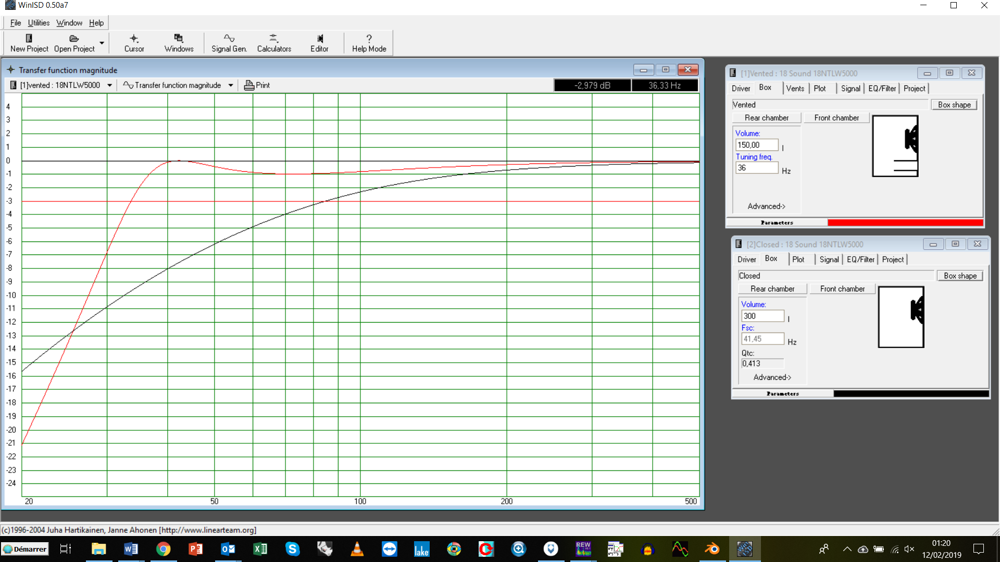 WinISD 0.50a7
File Utilities Window Help
New Project Open Project Cursor Windows Signal Gen. Calculators Editor Help Mode
Transfer function magnitude
[1]vented : 18NTLW5000 Transfer function magnitude Print -2,979 dB 36,33 Hz
4
3
2
1
0
-1
-2
-3
-4
-5
-6
-7
-8
-9
-10
-11
-12
-13
-14
-15
-16
-17
-18
-19
-20
-21
-22
-23
-24
20 50 100 200 500
[1]Vented : 18 Sound 18NTLW5000
Driver Box Vents Plot Signal EQ/Filter Project
Vented Box shape
Rear chamber Front chamber
Volume:
150,00 l
Tuning freq.
36 Hz
Advanced->
Parameters
[2]Closed : 18 Sound 18NTLW5000
Driver Box Plot Signal EQ/Filter Project
Closed Box shape
Rear chamber Front chamber
Volume:
300 l
Fsc:
41,45 Hz
Qtc:
0,413
Advanced->
Parameters
(c)1996-2004 Juha Hartikainen, Janne Ahonen [http://www.linearteam.org]
Démarrer lake REW 01:20
12/02/2019